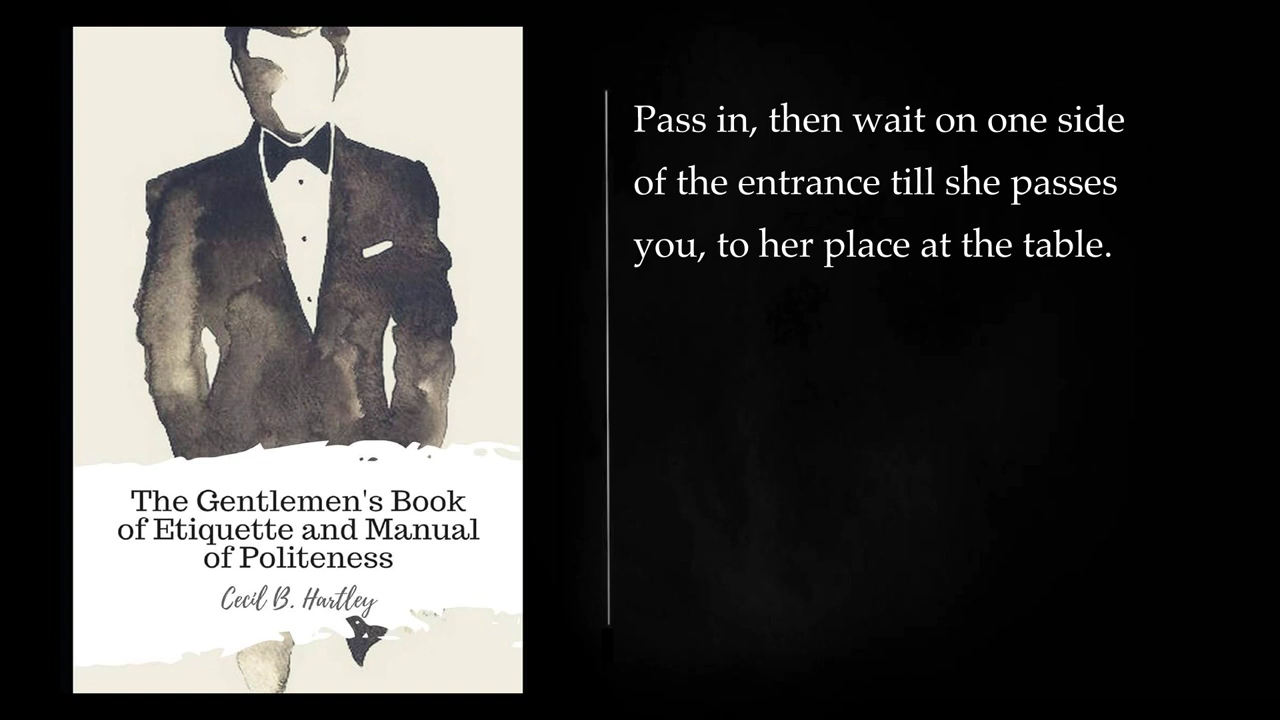 The Gentlemen's Book
of Etiquette and Manual
of Politeness
Cecil B. Hartley
Pass in, then wait on one side
of the entrance till she passes
you, to her place at the table.